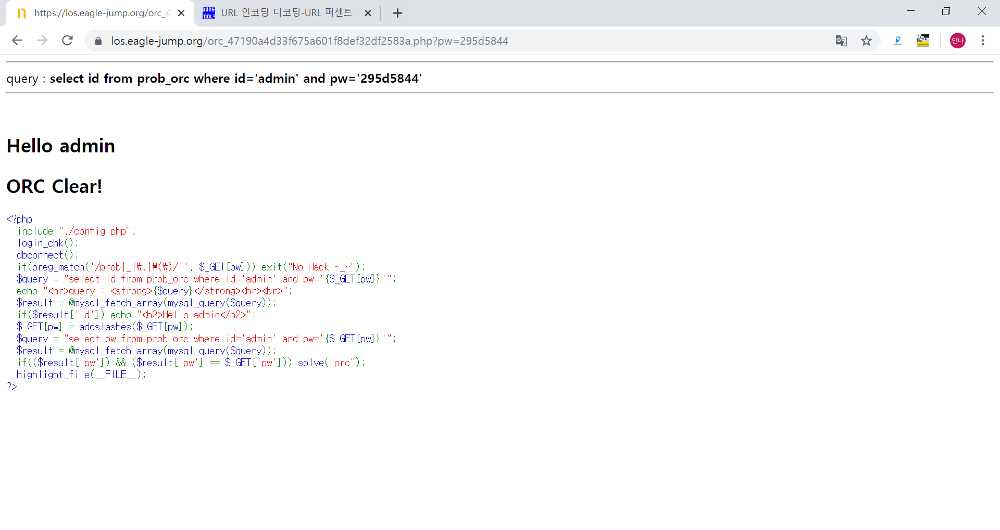 https://los.eagle-jump.org/orc_4
URL 인코딩 디코딩-URL 퍼센트
los.eagle-jump.org/orc_47190a4d33f675a601f8def32df2583a.php?pw=295d5844
안나
query : select id from prob_orc where id='admin' and pw='295d5844'
Hello admin
ORC Clear!
<?php
include "./config.php";
login_chk();
dbconnect();
if(preg_match('/prob|_|₩.|₩(₩)/i', $_GET[pw])) exit("No Hack ~_~");
$query = "select id from prob_orc where id='admin' and pw='{$_GET[pw]}'";
echo "<hr>query : <strong>{$query}</strong><hr><br>";
$result = @mysql_fetch_array(mysql_query($query));
if($result['id']) echo "<h2>Hello admin</h2>";
$_GET[pw] = addslashes($_GET[pw]);
$query = "select pw from prob_orc where id='admin' and pw='{$_GET[pw]}'";
$result = @mysql_fetch_array(mysql_query($query));
if(($result['pw']) && ($result['pw'] == $_GET['pw'])) solve("orc");
highlight_file(__FILE__);
?>